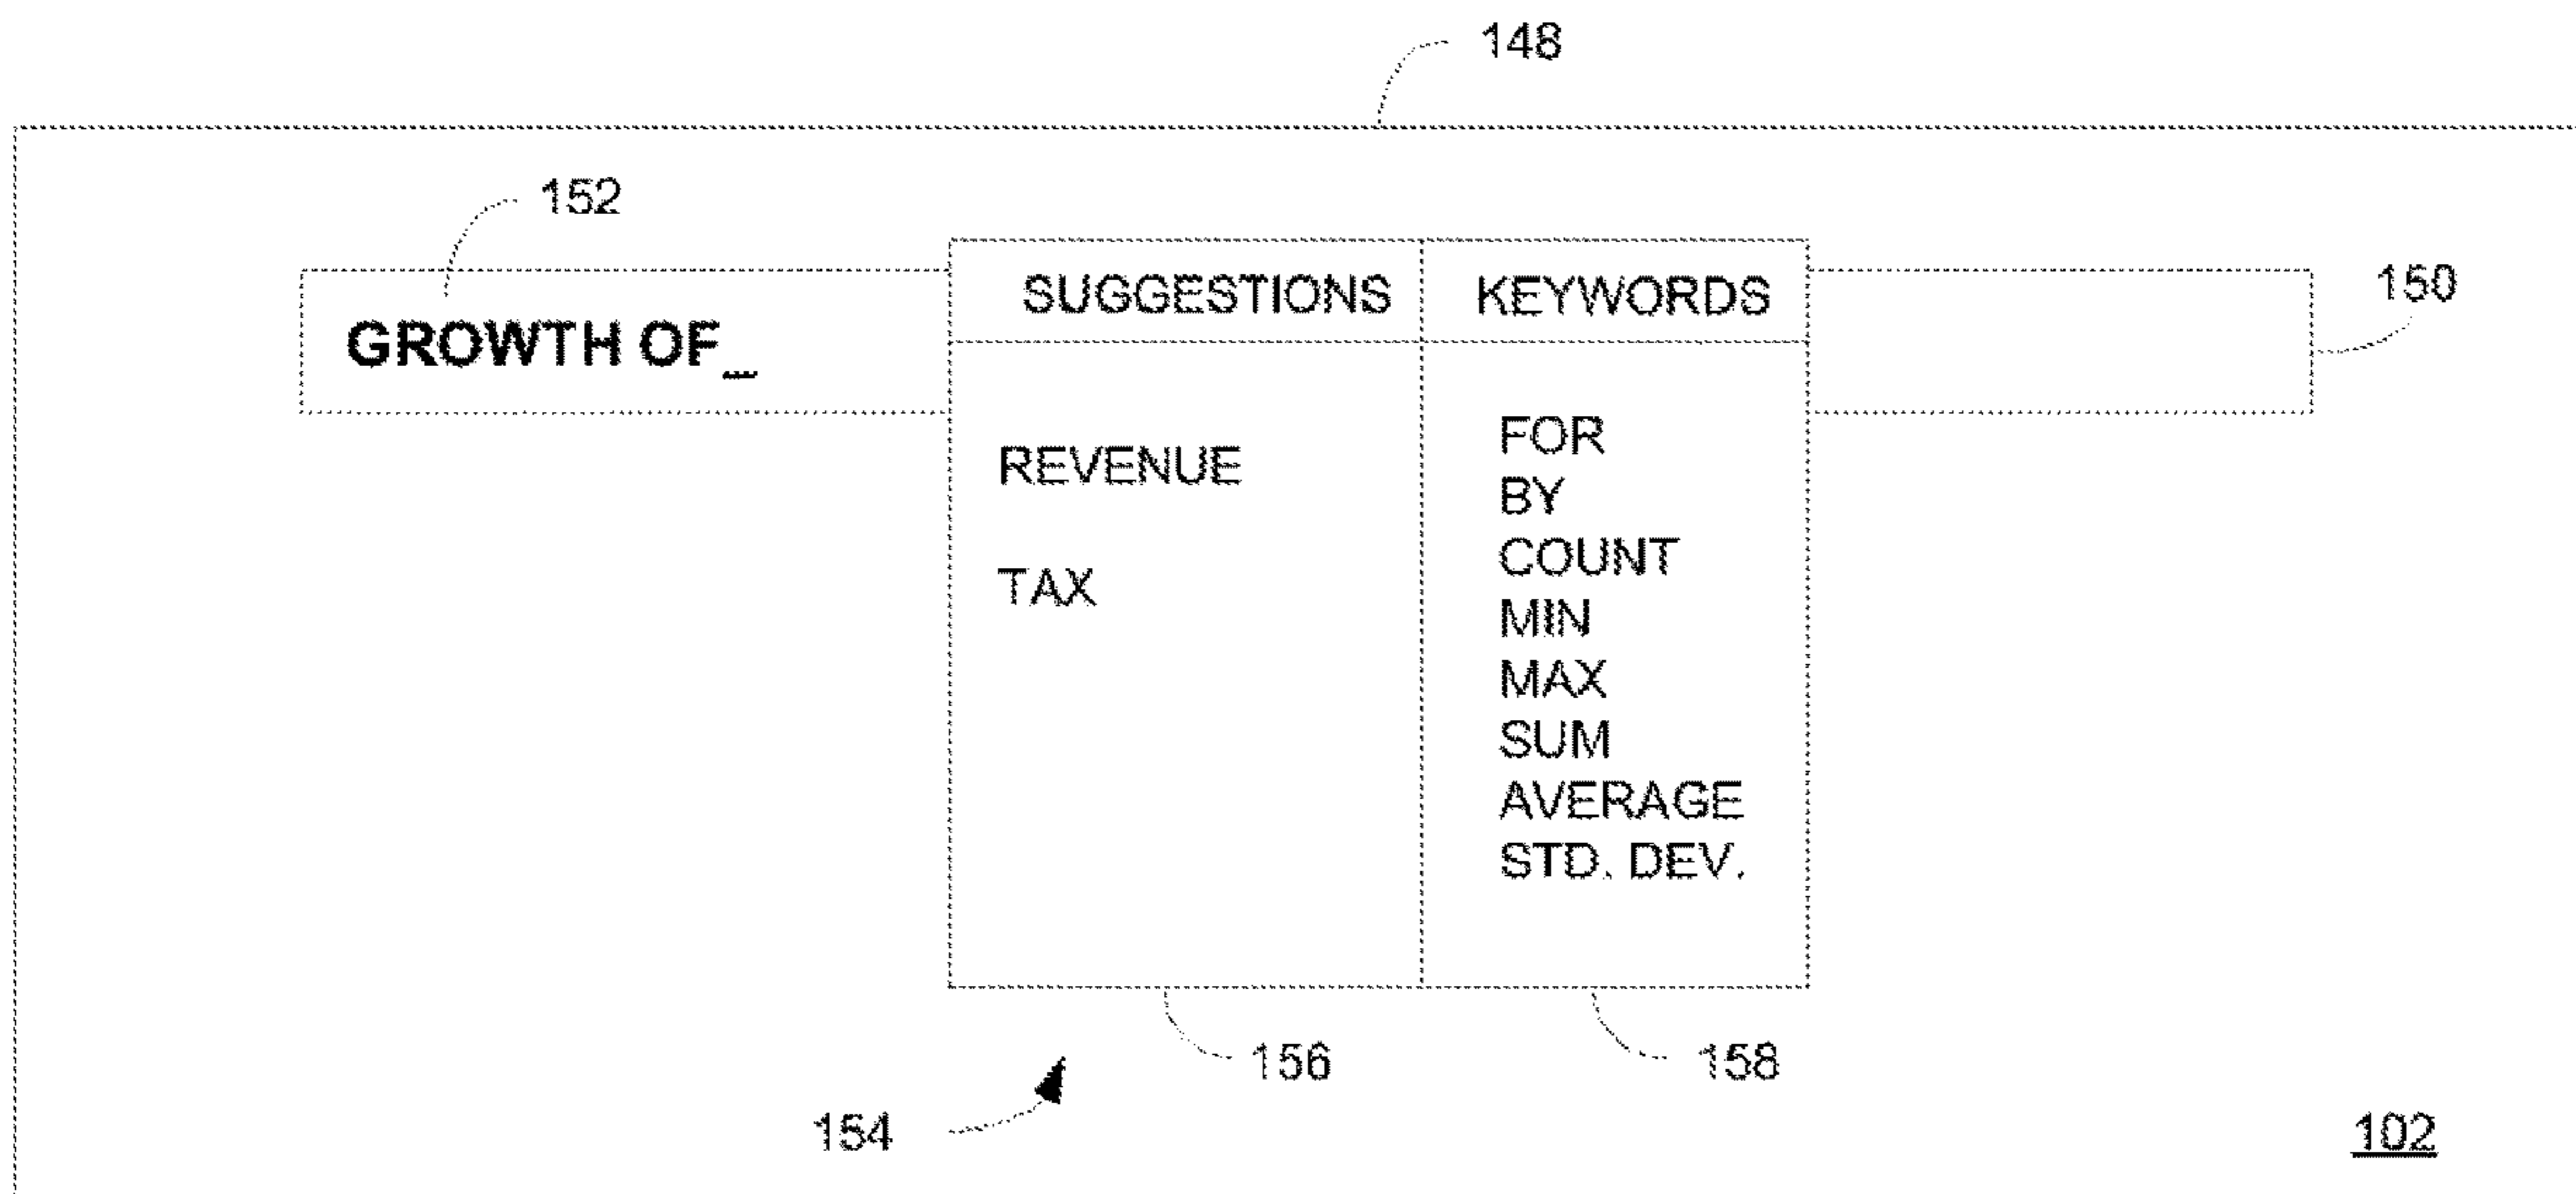 148
152
SUGGESTIONS KEYWORDS
150
GROWTH OF_
FOR
REVENUE
BY
COUNT
TAX
MIN
MAX
SUM
AVERAGE
STD. DEV.
156
158
154
102